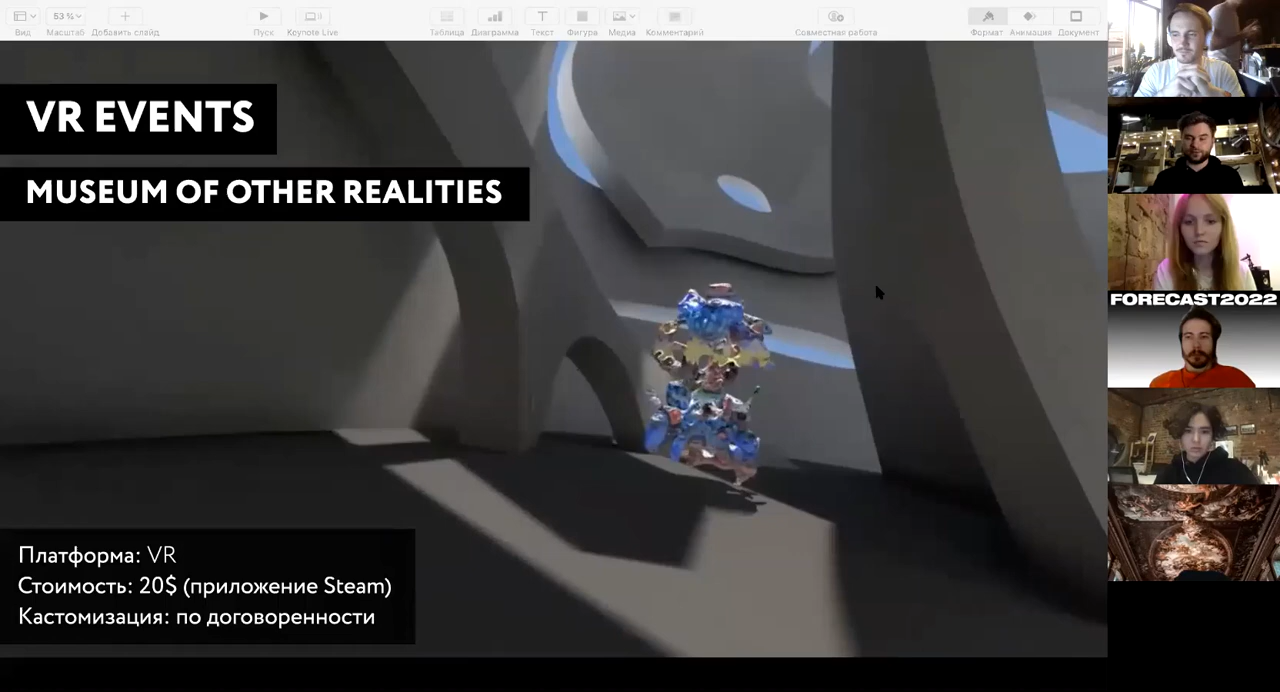 53 %
Вид
Масштаб
Добавить слайд
Пуск
Keynote Live
Таблица
Диаграмма
Текст
Фигура
Медиа
Комментарий
Совместная работа
Формат
Анимация
Документ
VR EVENTS
MUSEUM OF OTHER REALITIES
Платформа: VR
Стоимость: 20$ (приложение Steam)
Кастомизация: по договоренности
FORECAST2022